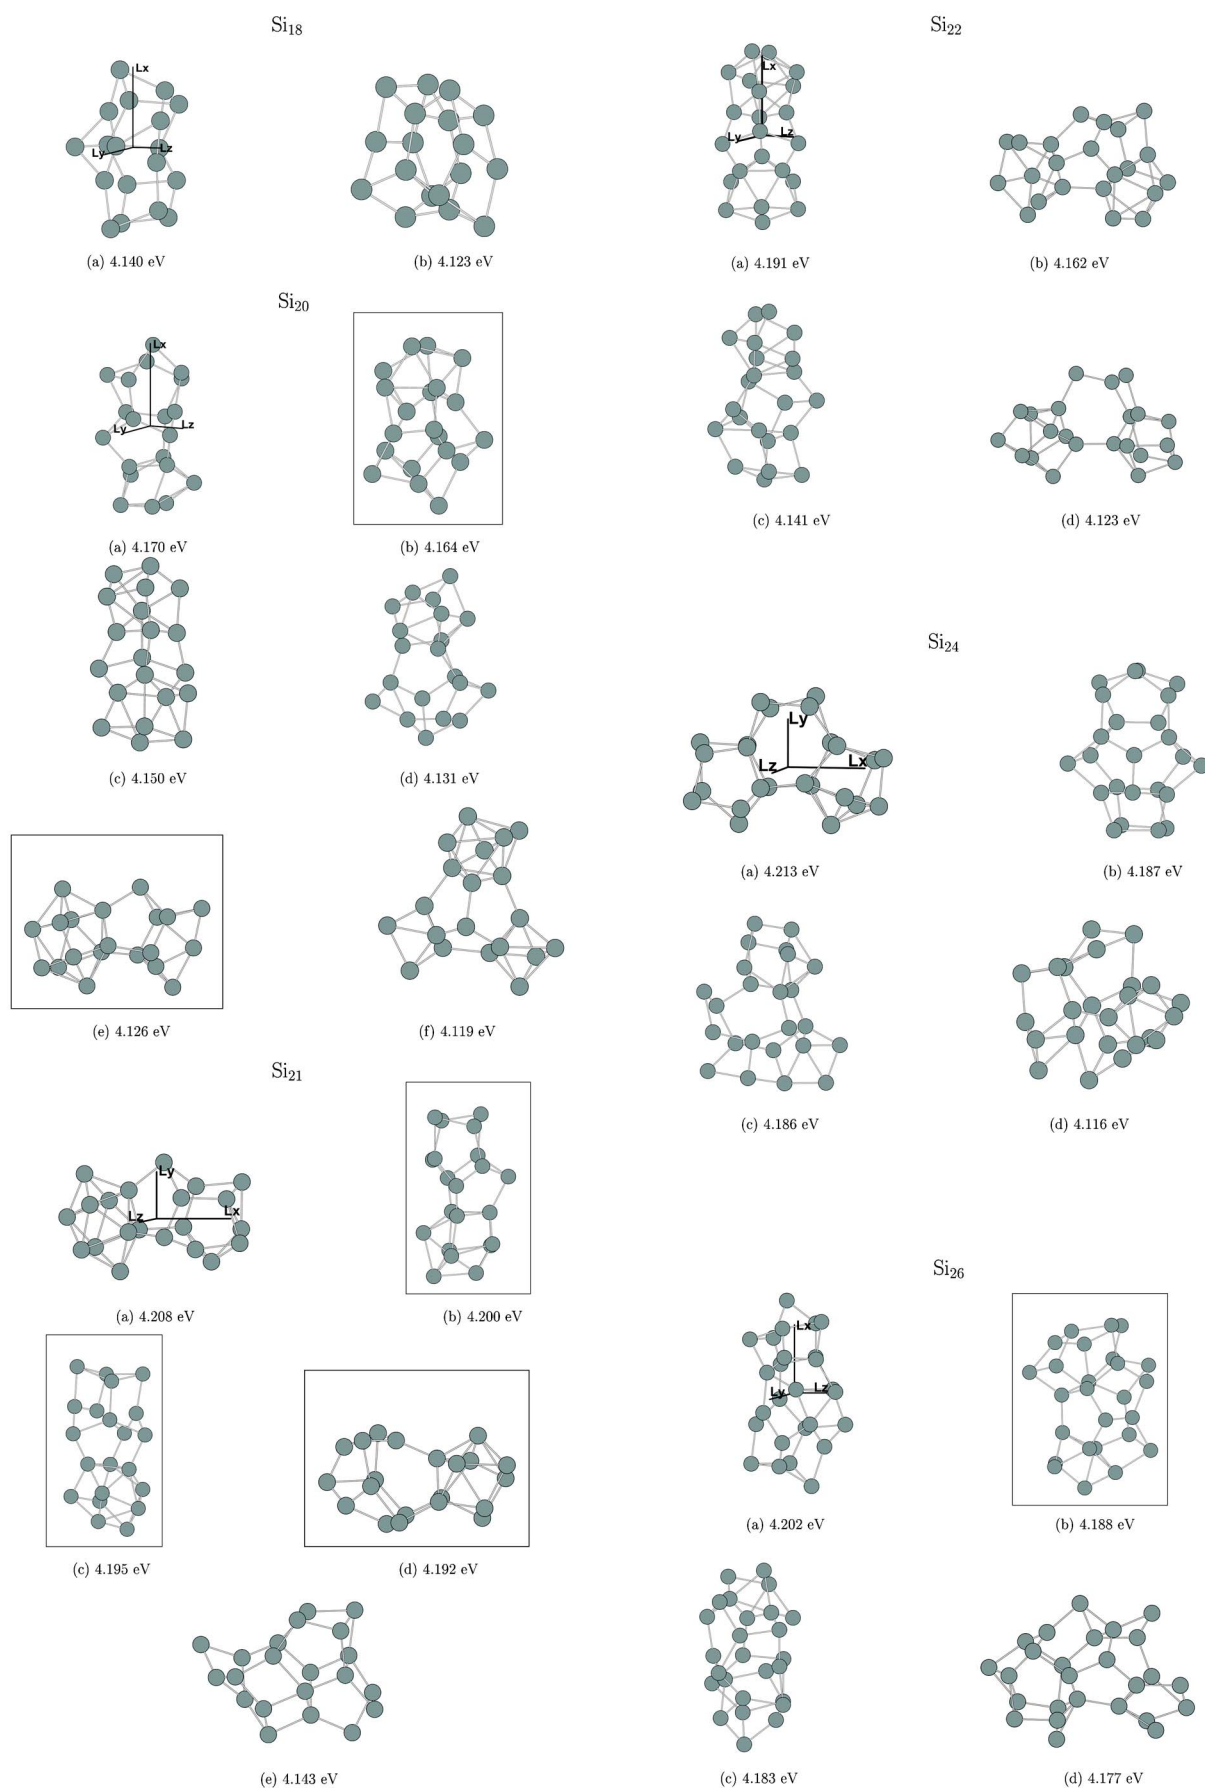 Si18
Lx
Ly
Lz
(a) 4.140 eV
(b) 4.123 eV
Si20
Lx
Ly
Lz
(a) 4.170 eV
(b) 4.164 eV
(c) 4.150 eV
(d) 4.131 eV
(e) 4.126 eV
(f) 4.119 eV
Si21
Ly
Lz
Lx
(a) 4.208 eV
(b) 4.200 eV
(c) 4.195 eV
(d) 4.192 eV
(e) 4.143 eV
Si22
Lx
Ly
Lz
(a) 4.191 eV
(b) 4.162 eV
(c) 4.141 eV
(d) 4.123 eV
Si24
Ly
Lz
Lx
(a) 4.213 eV
(b) 4.187 eV
(c) 4.186 eV
(d) 4.116 eV
Si26
Lx
Ly
Lz
(a) 4.202 eV
(b) 4.188 eV
(c) 4.183 eV
(d) 4.177 eV